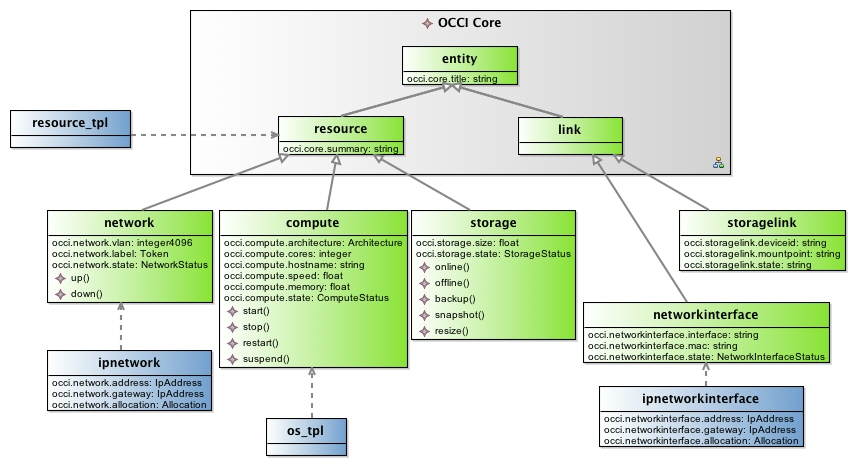 OCCI Core
entity
occi.core.title: string
resource_tpl
resource
occi.core.summary: string
link
network
occi.network.vlan: integer4096
occi.network.label: Token
occi.network.state: NetworkStatus
up()
down()
compute
occi.compute.architecture: Architecture
occi.compute.cores: integer
occi.compute.hostname: string
occi.compute.speed: float
occi.compute.memory: float
occi.compute.state: ComputeStatus
start()
stop()
restart()
suspend()
storage
occi.storage.size: float
occi.storage.state: StorageStatus
online()
offline()
backup()
snapshot()
resize()
storagelink
occi.storagelink.deviceid: string
occi.storagelink.mountpoint: string
occi.storagelink.state: string
networkinterface
occi.networkinterface.interface: string
occi.networkinterface.mac: string
occi.networkinterface.state: NetworkInterfaceStatus
ipnetwork
occi.network.address: IpAddress
occi.network.gateway: IpAddress
occi.network.allocation: Allocation
os_tpl
ipnetworkinterface
occi.networkinterface.address: IpAddress
occi.networkinterface.gateway: IpAddress
occi.networkinterface.allocation: Allocation